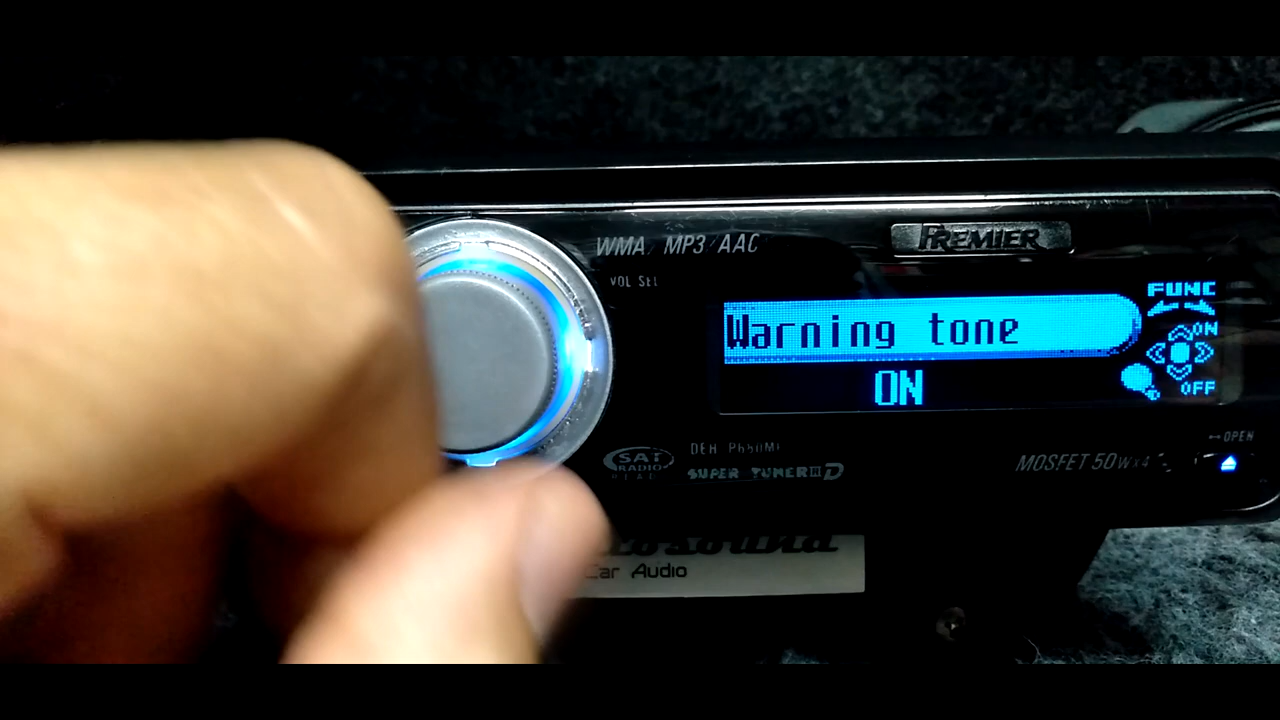 WMA/MP3/AAC
PREMIER
VOL SEL
FUNC
Warning tone
ON
ON
OFF
SAT
RADIO
SUPER TUNER III D
MOSFET 50W×4
OPEN
Car Audio